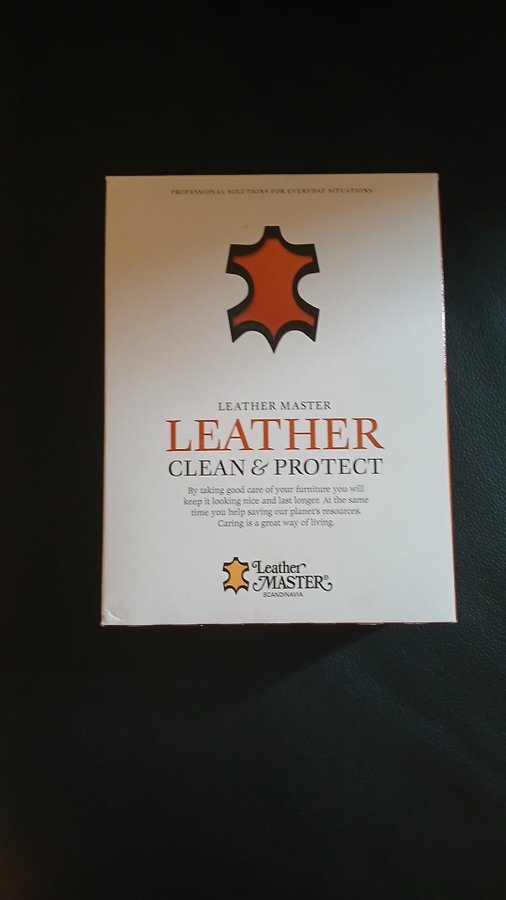 PROFESSIONAL SOLUTIONS FOR EVERYDAY SITUATIONS
LEATHER MASTER
LEATHER
CLEAN & PROTECT
By taking good care of your furniture you will
keep it looking nice and last longer. At the same
time you help saving our planet's resources.
Caring is a great way of living.
Leather
MASTER®
SCANDINAVIA